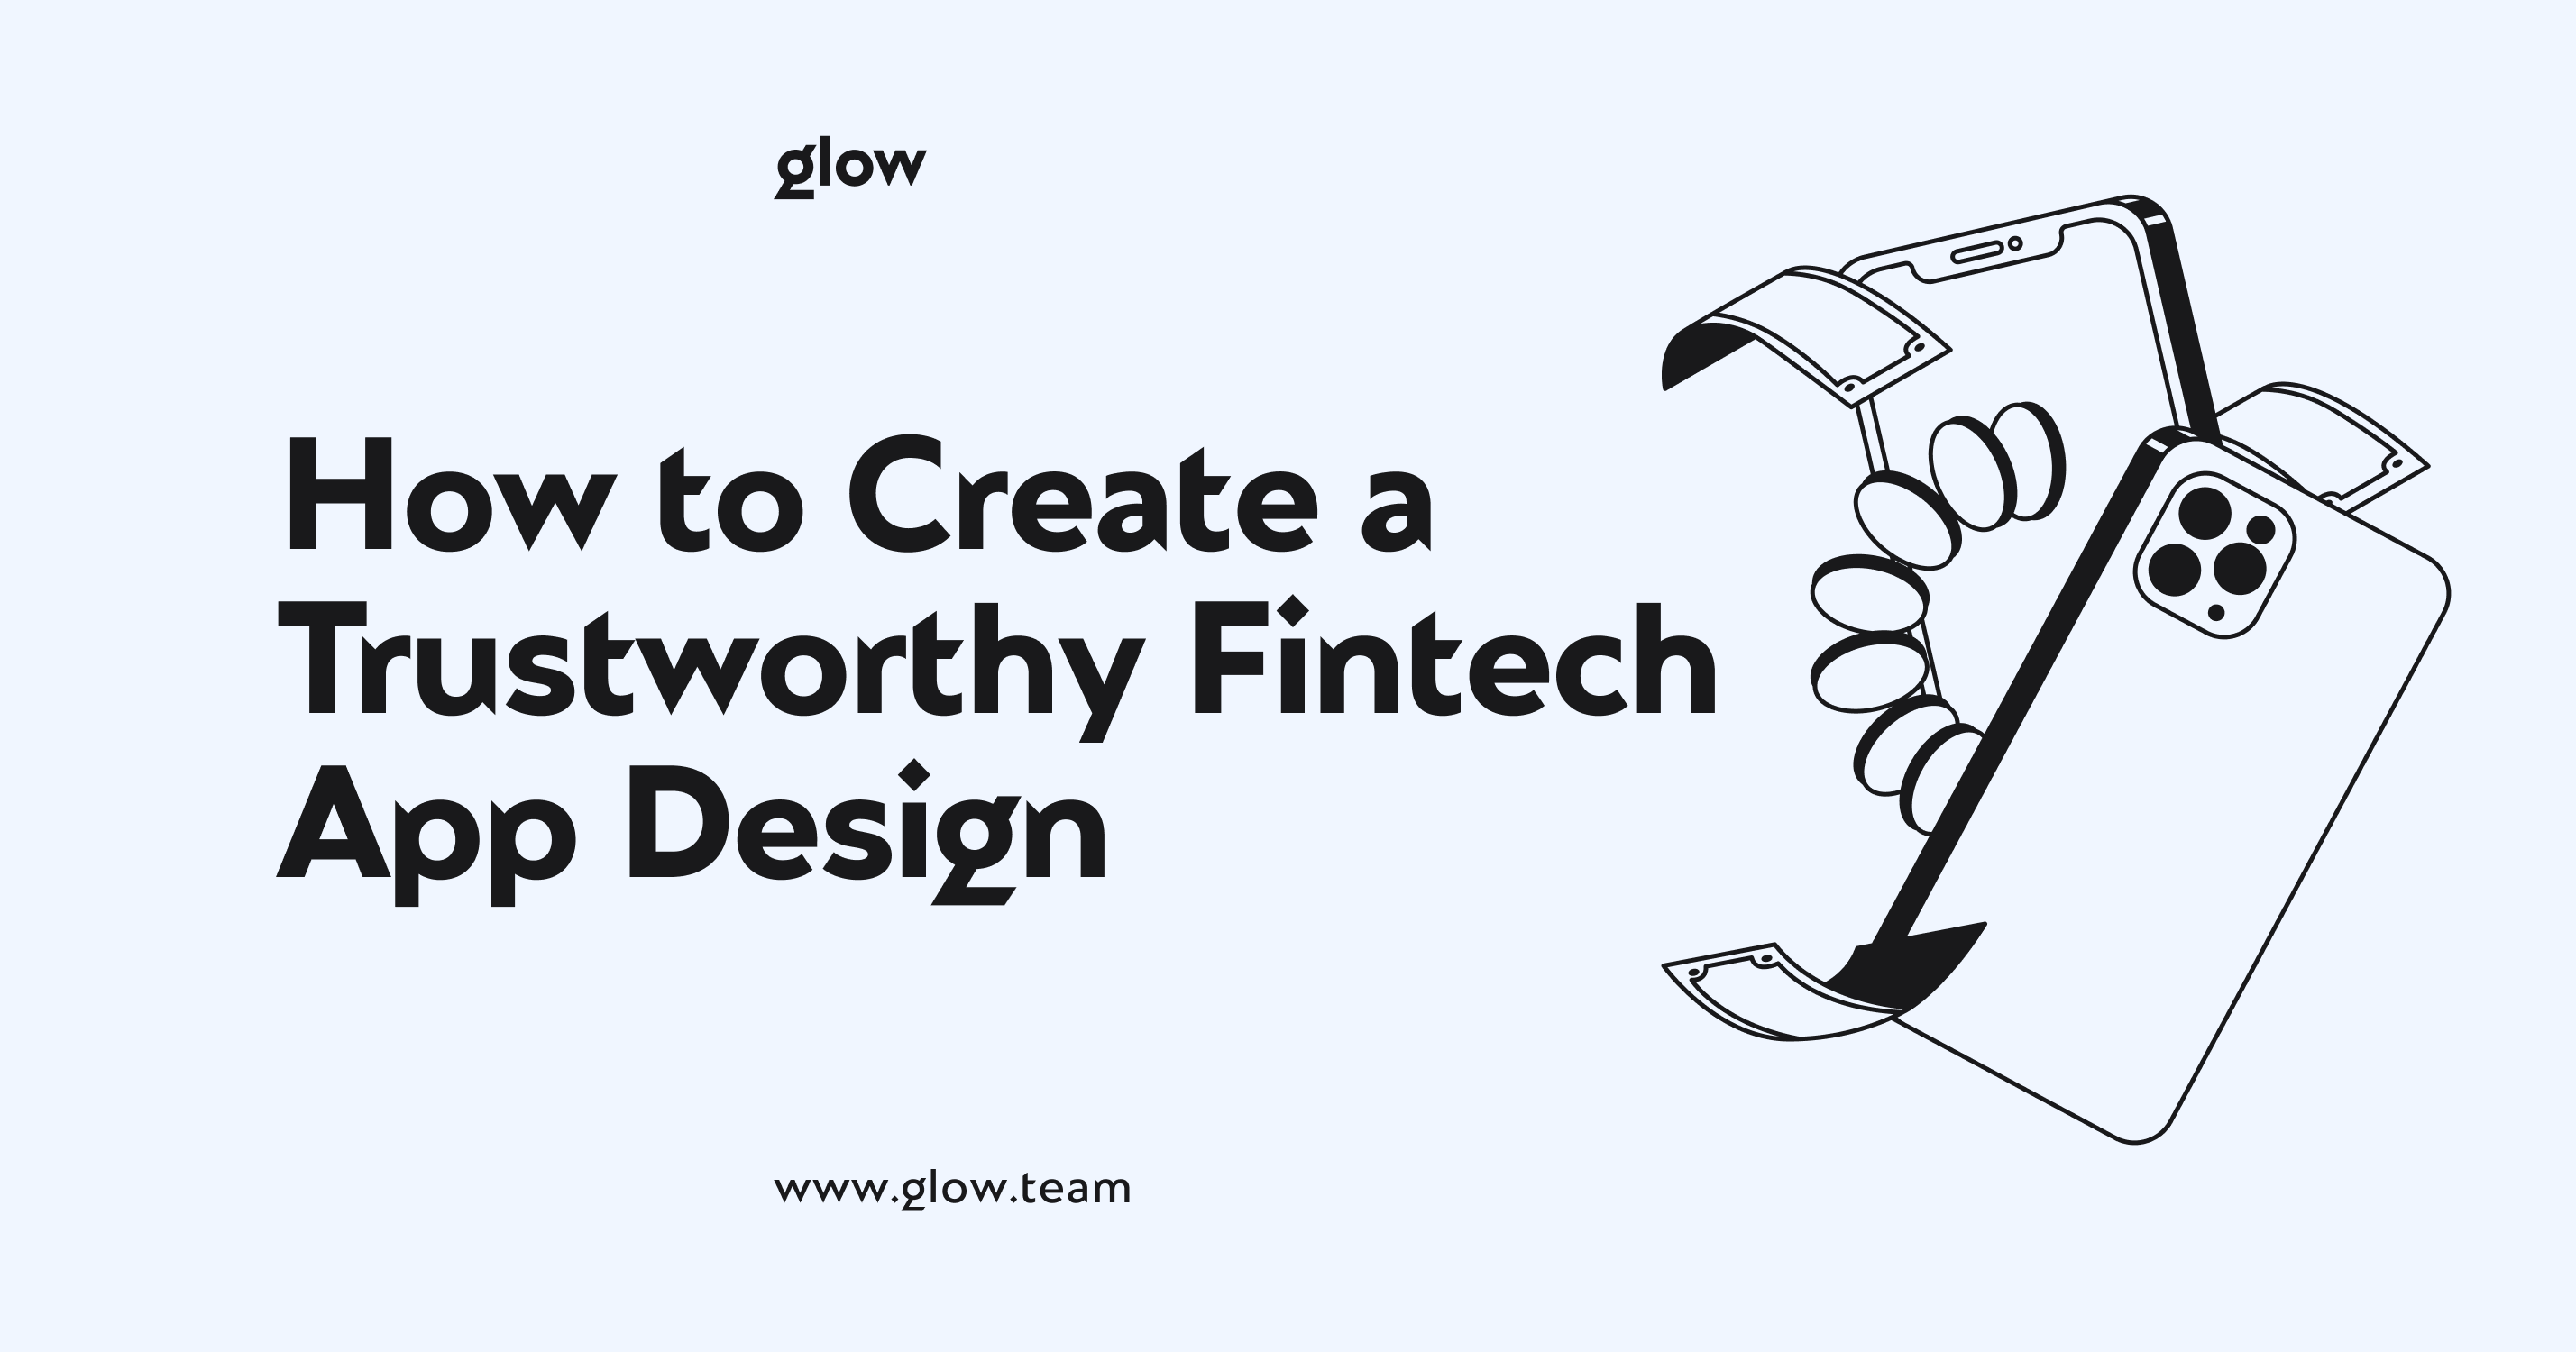 glow
How to Create a
Trustworthy Fintech
App Design
www.glow.team